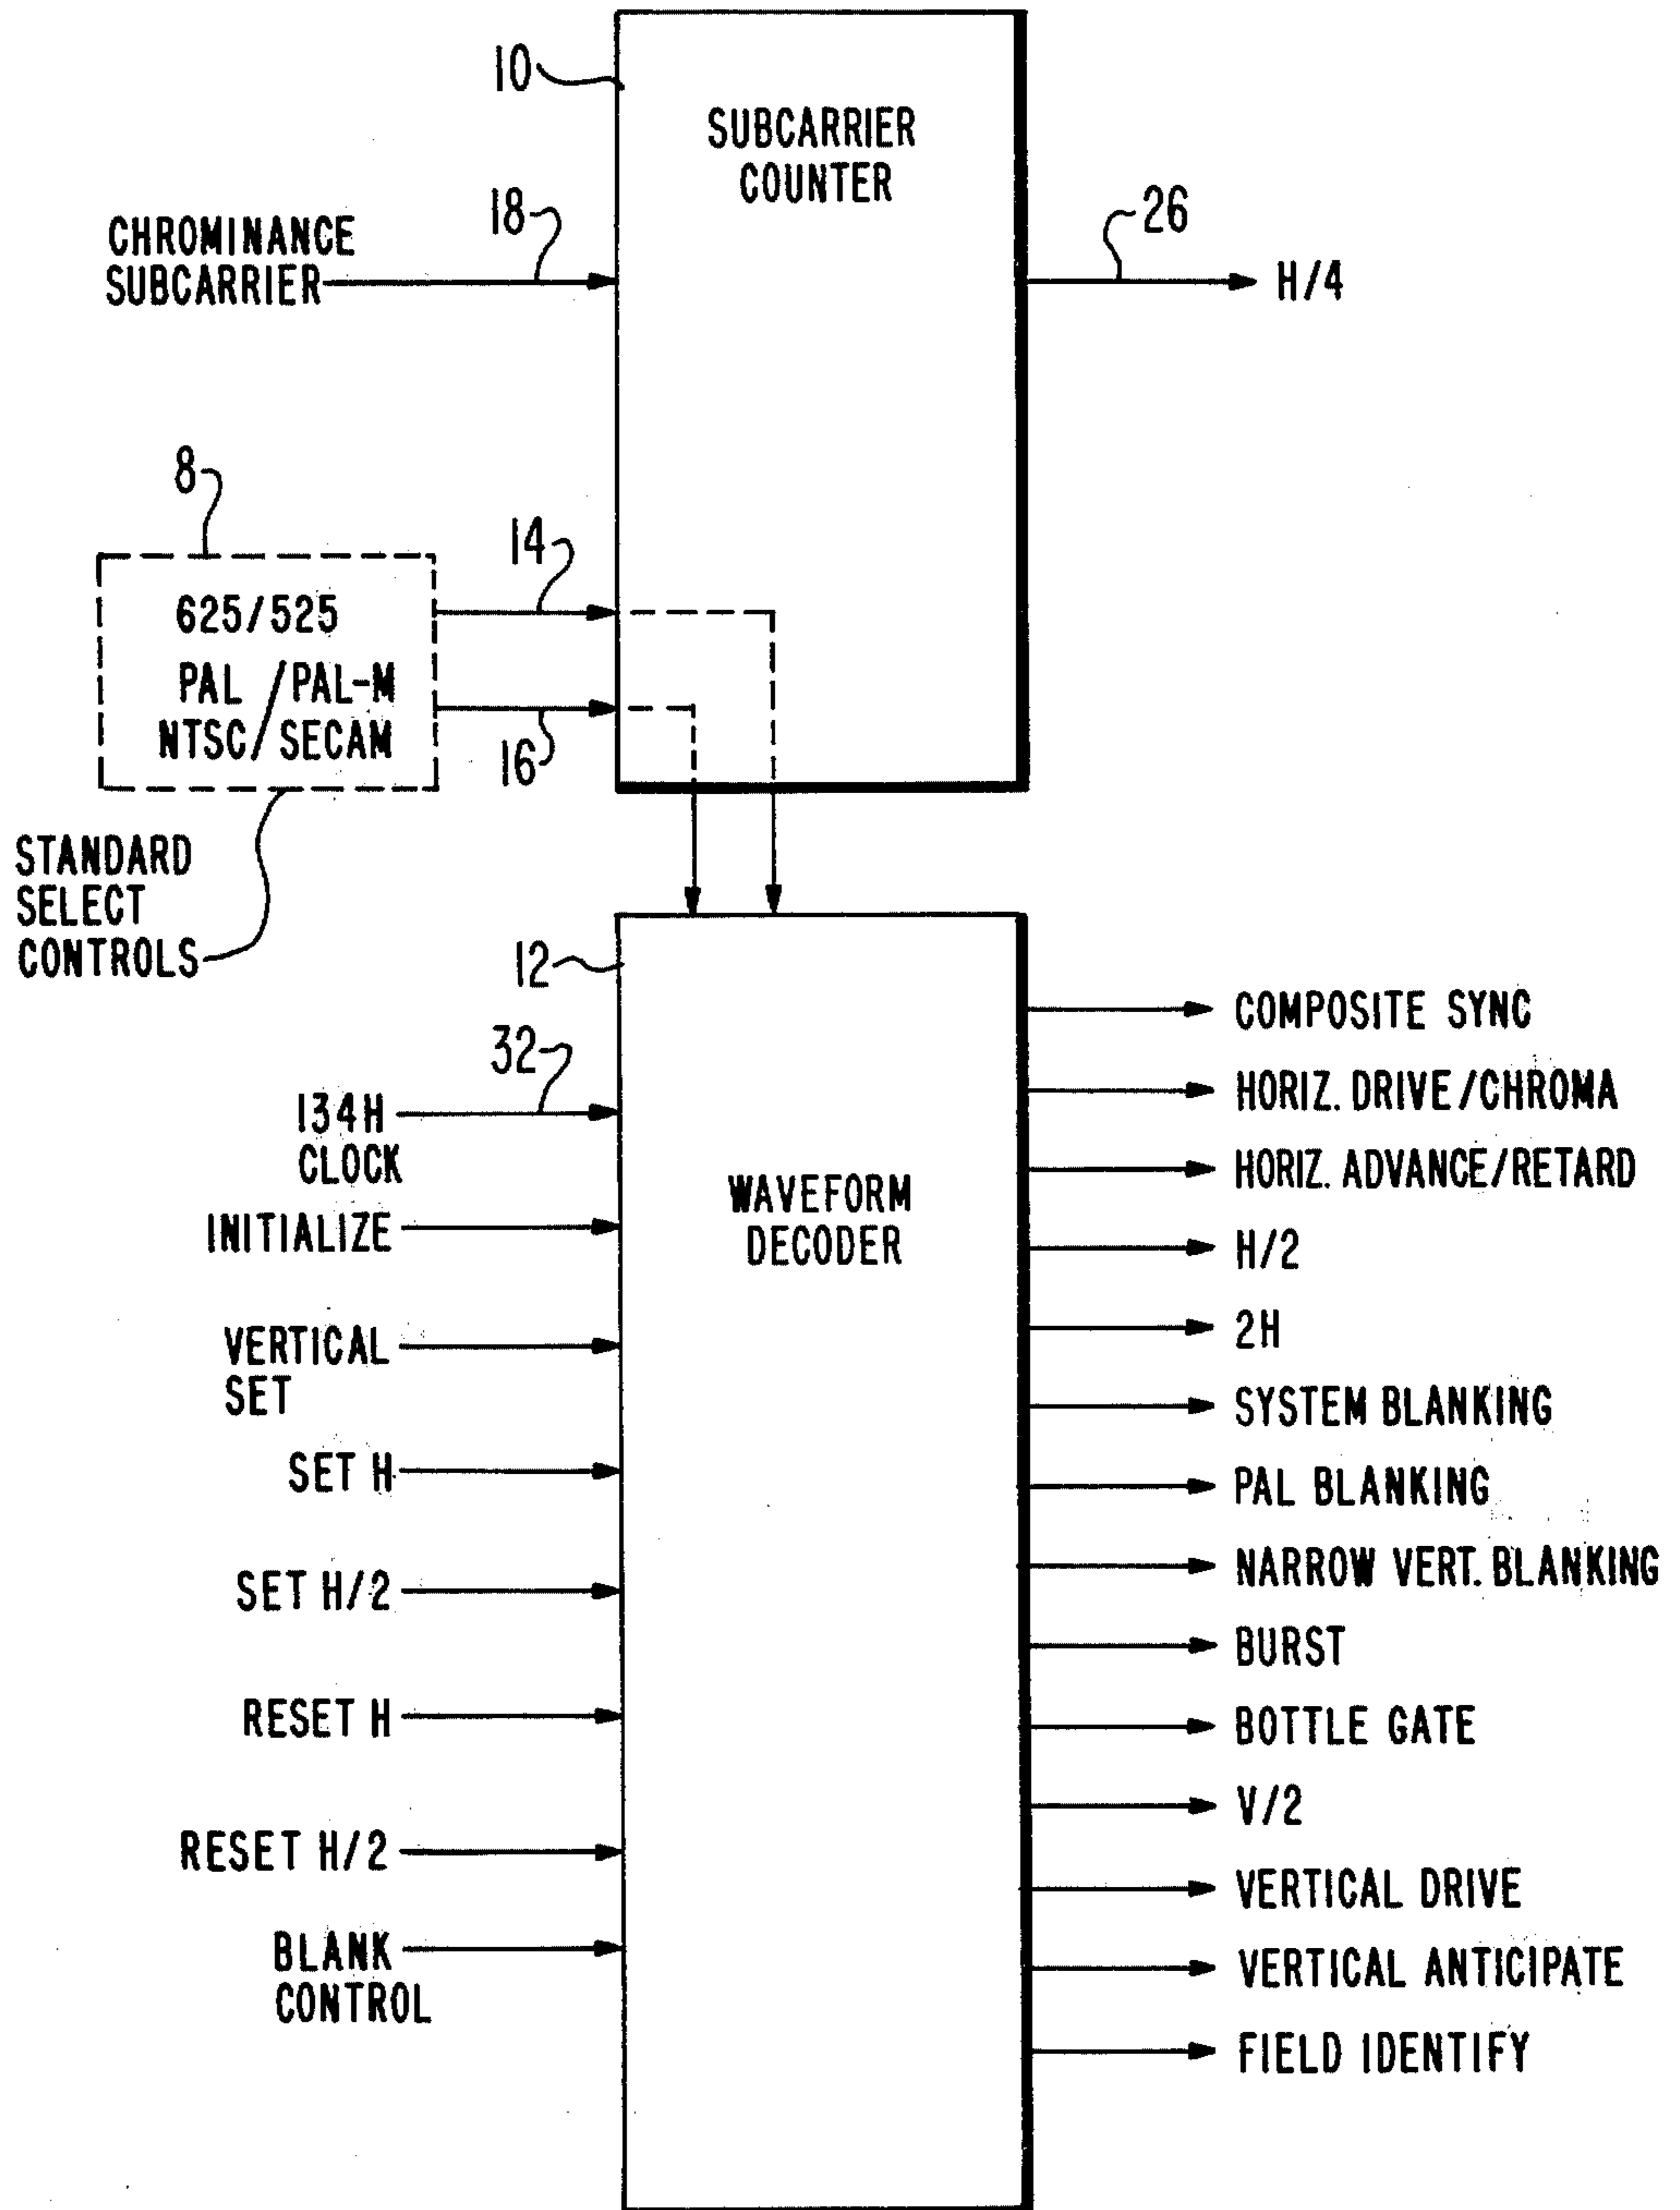 10
SUBCARRIER
COUNTER
18
26
CHROMINANCE
SUBCARRIER
H/4
8
14
625/525
PAL /PAL-M
NTSC/SECAM
16
STANDARD
SELECT
CONTROLS
12
COMPOSITE SYNC
32
HORIZ. DRIVE/CHROMA
134H
CLOCK
HORIZ. ADVANCE/RETARD
WAVEFORM
DECODER
INITIALIZE
H/2
2H
VERTICAL
SET
SYSTEM BLANKING
SET H
PAL BLANKING
NARROW VERT. BLANKING
SET H/2
BURST
RESET H
BOTTLE GATE
V/2
RESET H/2
VERTICAL DRIVE
BLANK
CONTROL
VERTICAL ANTICIPATE
FIELD IDENTIFY